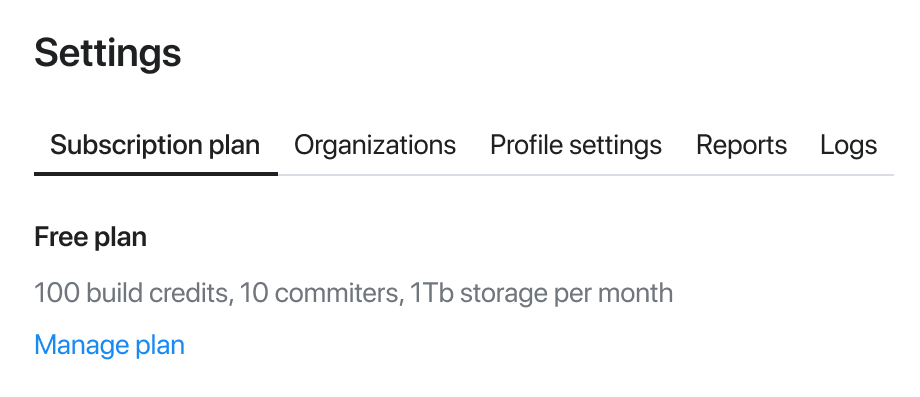 Settings
Subscription plan Organizations Profile settings Reports Logs
Free plan
100 build credits, 10 commiters, 1Tb storage per month
Manage plan